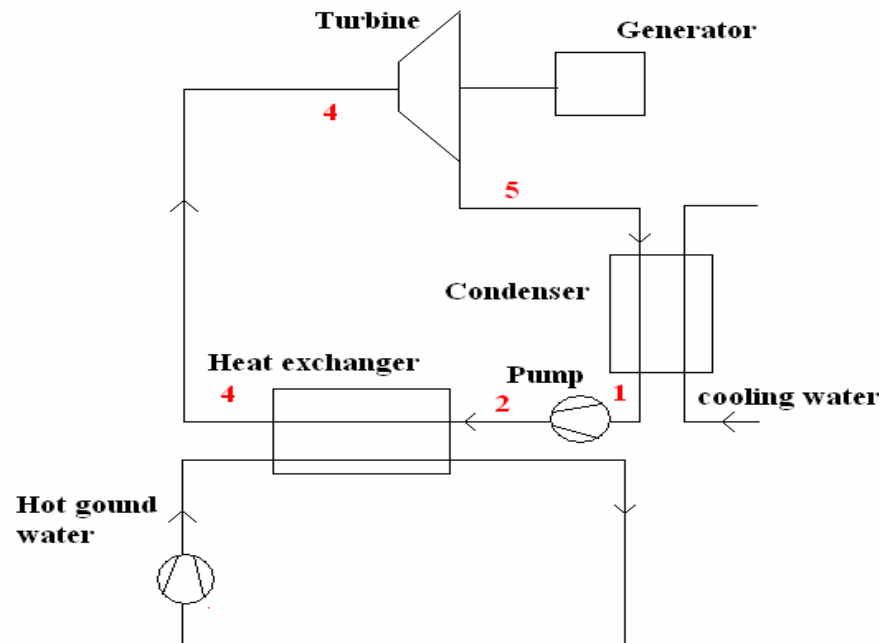 Turbine
Generator
4
5
Condenser
Heat exchanger
Pump
4
2
1
cooling water
Hot gound
water